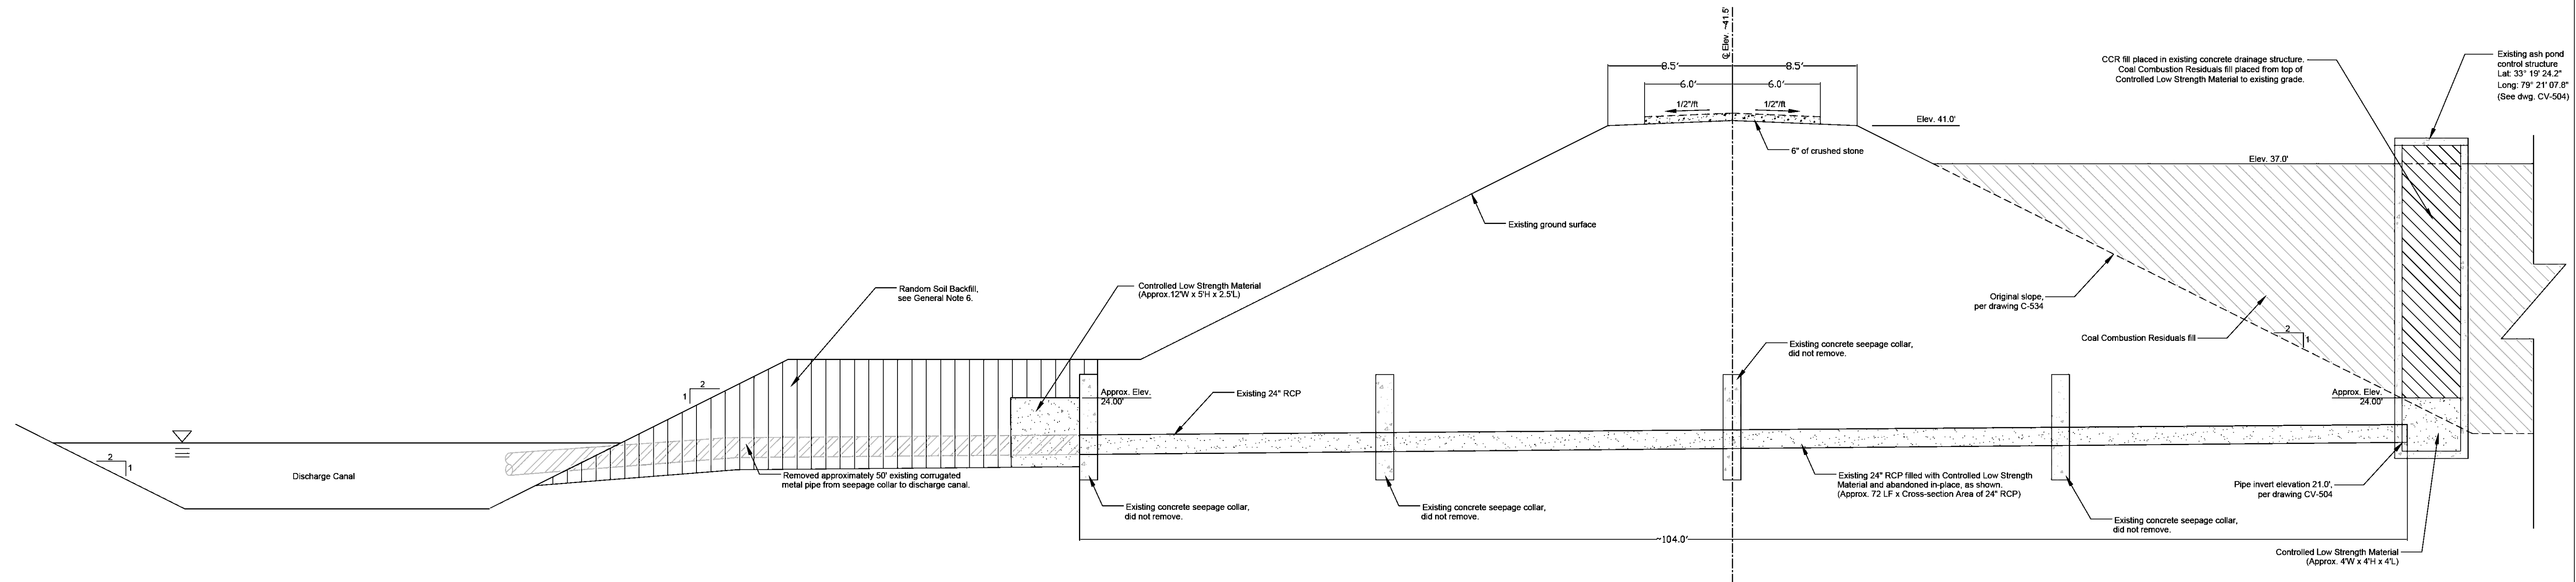 ℄ Elev. ~41.5'
8.5'
8.5'
6.0'
6.0'
1/2"/ft
1/2"/ft
Elev. 41.0'
6" of crushed stone
CCR fill placed in existing concrete drainage structure.
Coal Combustion Residuals fill placed from top of
Controlled Low Strength Material to existing grade.
Existing ash pond
control structure
Lat: 33° 19' 24.2"
Long: 79° 21' 07.8"
(See dwg. CV-504)
Elev. 37.0'
Existing ground surface
Random Soil Backfill,
see General Note 6.
Controlled Low Strength Material
(Approx.12'W x 5'H x 2.5'L)
Original slope,
per drawing C-534
Coal Combustion Residuals fill
2
1
Existing concrete seepage collar,
did not remove.
2
1
Approx. Elev.
24.00'
Existing 24" RCP
Approx. Elev.
24.00'
2
1
Discharge Canal
Removed approximately 50' existing corrugated
metal pipe from seepage collar to discharge canal.
Existing 24" RCP filled with Controlled Low Strength
Material and abandoned in-place, as shown.
(Approx. 72 LF x Cross-section Area of 24" RCP)
Pipe invert elevation 21.0',
per drawing CV-504
Existing concrete seepage collar,
did not remove.
Existing concrete seepage collar,
did not remove.
Existing concrete seepage collar,
did not remove.
~104.0'
Controlled Low Strength Material
(Approx. 4'W x 4'H x 4'L)